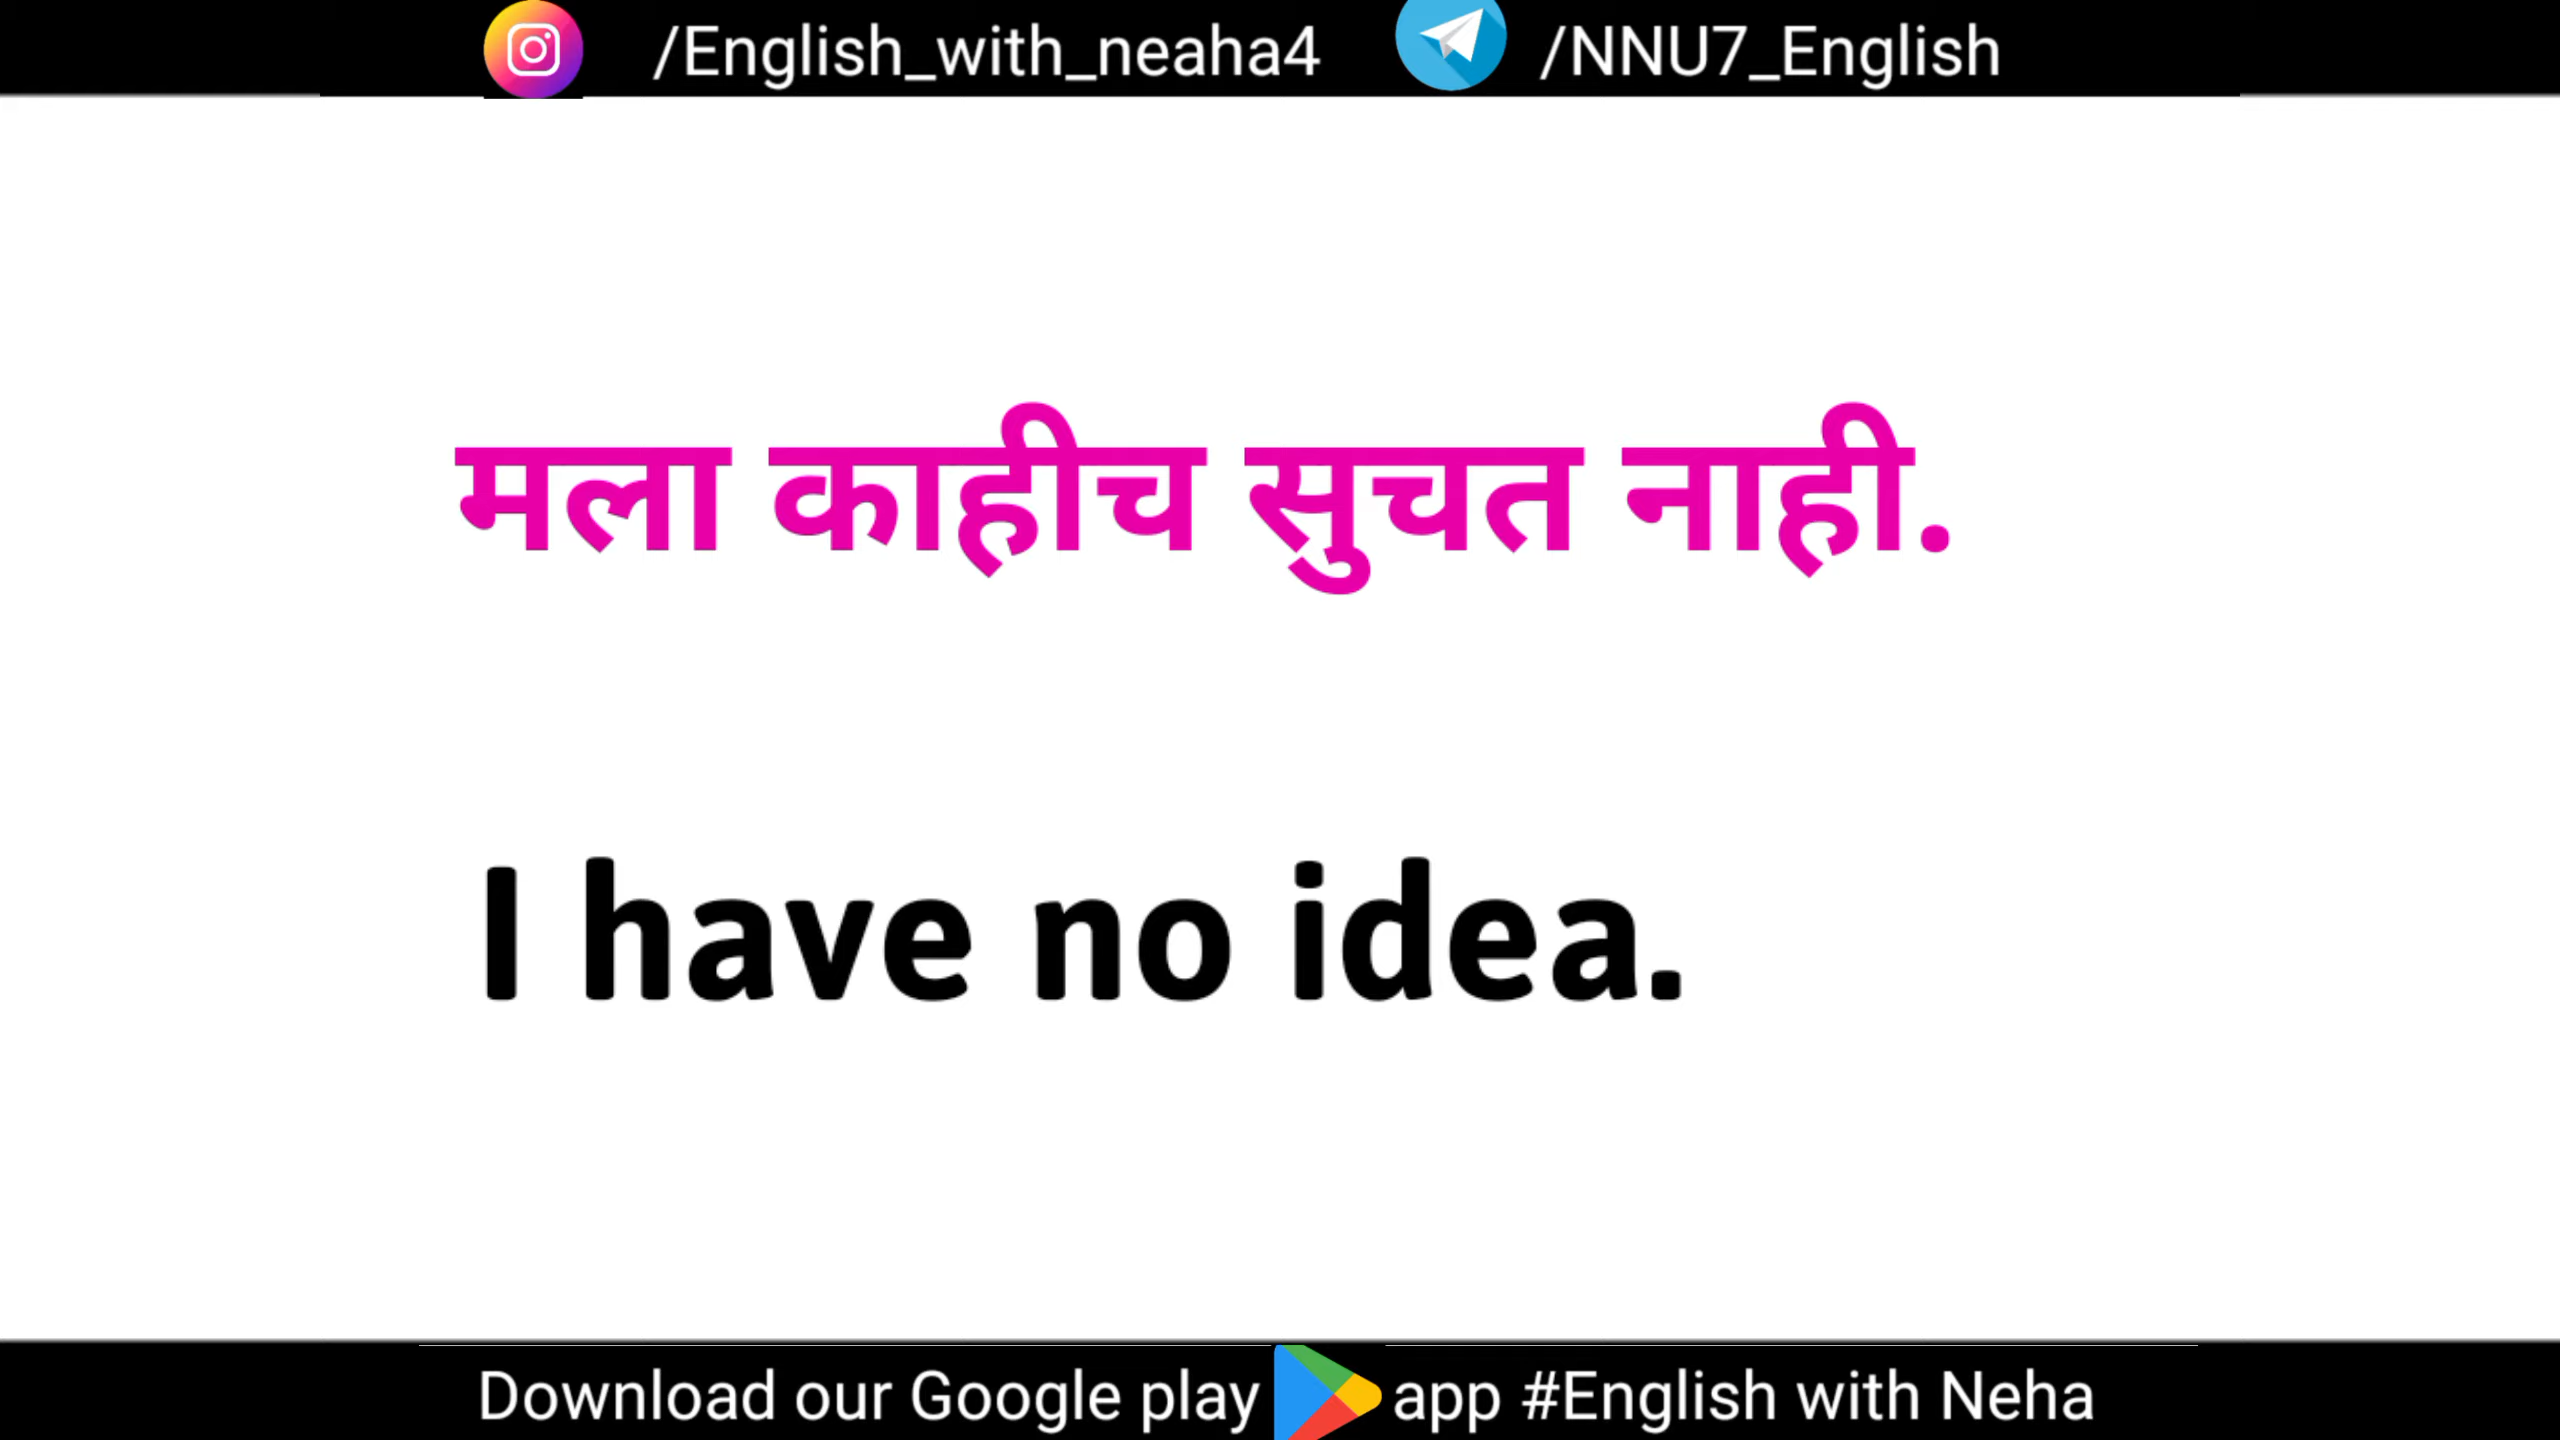 /English_with_neaha4 /NNU7_English
मला काहीच सुचत नाही.
I have no idea.
Download our Google play app #English with Neha